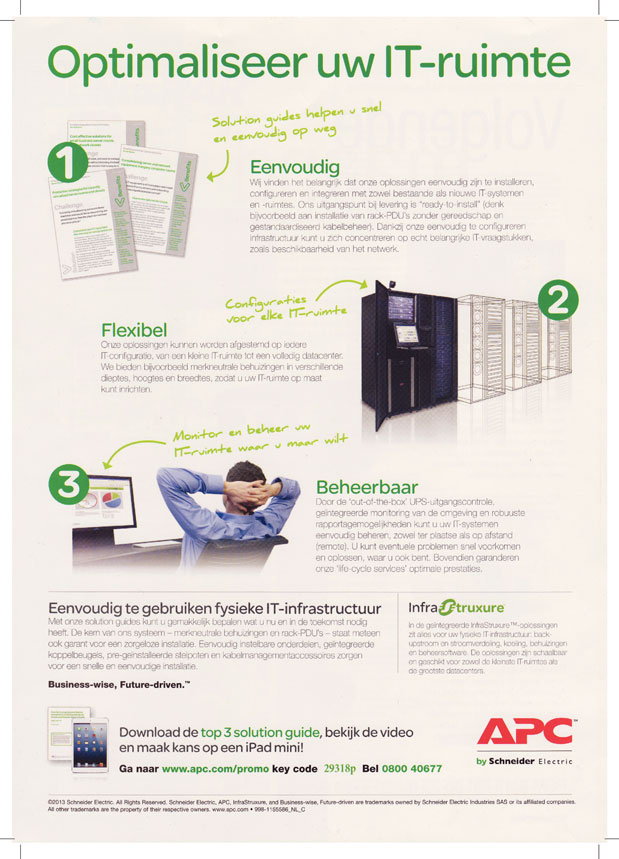 Optimaliseer uw IT-ruimte
Solution guides helpen u snel
en eenvoudig op weg
1
Challenge
Challenge
Benefits
Benefits
Eenvoudig
Wij vinden het belangrijk dat onze oplossingen eenvoudig zijn te installeren,
configureren en integreren met zowel bestaande als nieuwe IT-systemen
en -ruimtes. Ons uitgangspunt bij levering is “ready-to-install” (denk
bijvoorbeeld aan installatie van rack-PDU's zonder gereedschap en
gestandaardiseerd kabelbeheer). Dankzij onze eenvoudig te configureren
infrastructuur kunt u zich concentreren op echt belangrijke IT-vraagstukken,
zoals beschikbaarheid van het netwerk.
Configuraties
voor elke IT-ruimte
2
Flexibel
Onze oplossingen kunnen worden afgestemd op iedere
IT-configuratie, van een kleine IT-ruimte tot een volledig datacenter.
We bieden bijvoorbeeld merkneutrale behuizingen in verschillende
dieptes, hoogtes en breedtes, zodat u uw IT-ruimte op maat
kunt inrichten.
Monitor en beheer uw
IT-ruimte waar u maar wilt
3
Beheerbaar
Door de 'out-of-the-box' UPS-uitgangscontrole,
geïntegreerde monitoring van de omgeving en robuuste
rapportagemogelijkheden kunt u uw IT-systemen
eenvoudig beheren, zowel ter plaatse als op afstand
(remote). U kunt eventuele problemen snel voorkomen
en oplossen, waar u ook bent. Bovendien garanderen
onze 'life-cycle services' optimale prestaties.
Eenvoudig te gebruiken fysieke IT-infrastructuur
Met onze solution guides kunt u gemakkelijk bepalen wat u nu en in de toekomst nodig
heeft. De kern van ons systeem – merkneutrale behuizingen en rack-PDU's – staat meteen
ook garant voor een zorgeloze installatie. Eenvoudig instelbare onderdelen, geïntegreerde
koppelbeugels, pre-geïnstalleerde stelpoten en kabelmanagementaccessoires zorgen
voor een snelle en eenvoudige installatie.
Business-wise, Future-driven.™
InfraStruxure™
In de geïntegreerde InfraStruxure™-oplossingen
zit alles voor uw fysieke IT-infrastructuur: back-
upstroom en stroomverdeling, koeling, behuizingen
en beheersoftware. De oplossingen zijn schaalbaar
en geschikt voor zowel de kleinste IT-ruimtes als
de grootste datacenters.
Download de top 3 solution guide, bekijk de video
en maak kans op een iPad mini!
Ga naar www.apc.com/promo key code 29318p Bel 0800 40677
APC™
by Schneider Electric
©2013 Schneider Electric. All Rights Reserved. Schneider Electric, APC, InfraStruxure, and Business-wise, Future-driven are trademarks owned by Schneider Electric Industries SAS or its affiliated companies.
All other trademarks are the property of their respective owners. www.apc.com • 998-1155586_NL_C